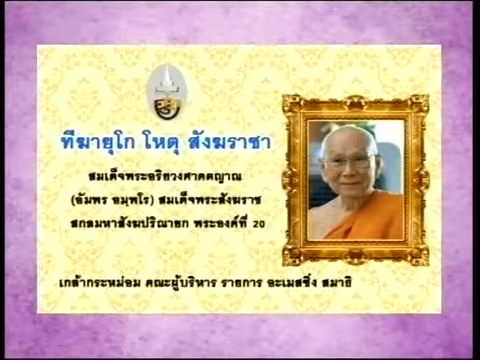 ทีฆายุโก โหตุ สังฆราชา
สมเด็จพระอริยวงศาคตญาณ
(อัมพร อมฺพโร) สมเด็จพระสังฆราช
สกลมหาสังฆปริณายก พระองค์ที่ 20
เกล้ากระหม่อม คณะผู้บริหาร รายการ อะเมสซิ่ง สมาธิ